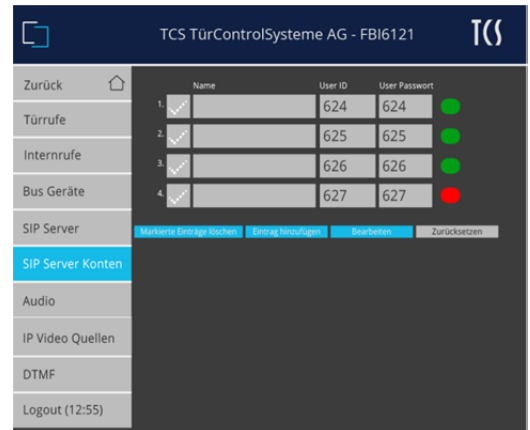 TCS TürControlSysteme AG - FBI6121
TCS
Zurück
Türrufe
Internrufe
Bus Geräte
SIP Server
SIP Server Konten
Audio
IP Video Quellen
DTMF
Logout (12:55)
Name User ID User Passwort
1. 624 624
2. 625 625
3. 626 626
4. 627 627
Markierte Einträge löschen Eintrag hinzufügen Bearbeiten Zurücksetzen